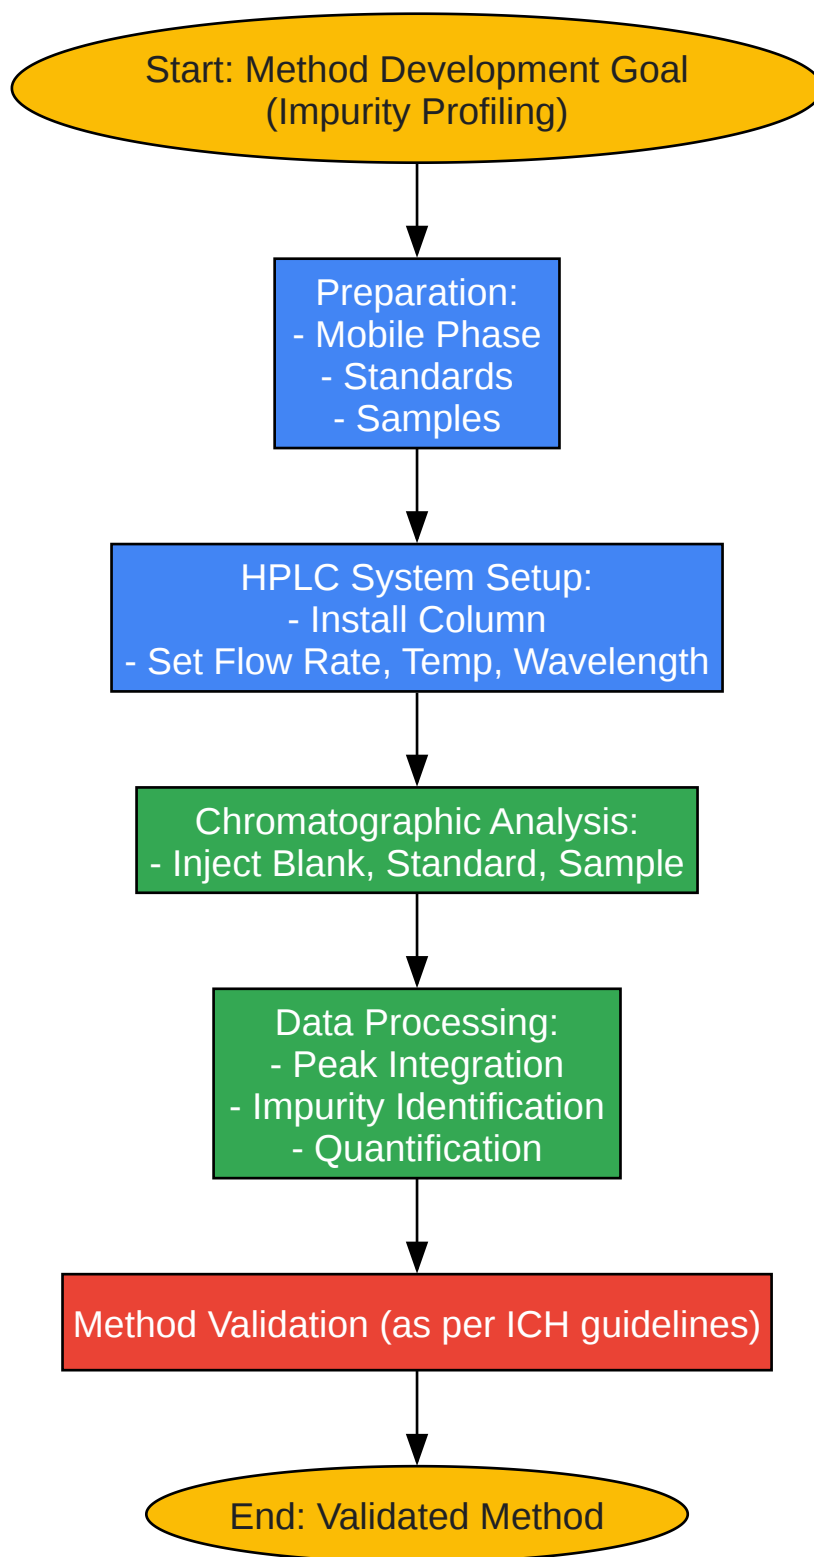 Start: Method Development Goal
(Impurity Profiling)
Preparation:
- Mobile Phase
- Standards
- Samples
HPLC System Setup:
- Install Column
- Set Flow Rate, Temp, Wavelength
Chromatographic Analysis:
- Inject Blank, Standard, Sample
Data Processing:
- Peak Integration
- Impurity Identification
- Quantification
Method Validation (as per ICH guidelines)
End: Validated Method